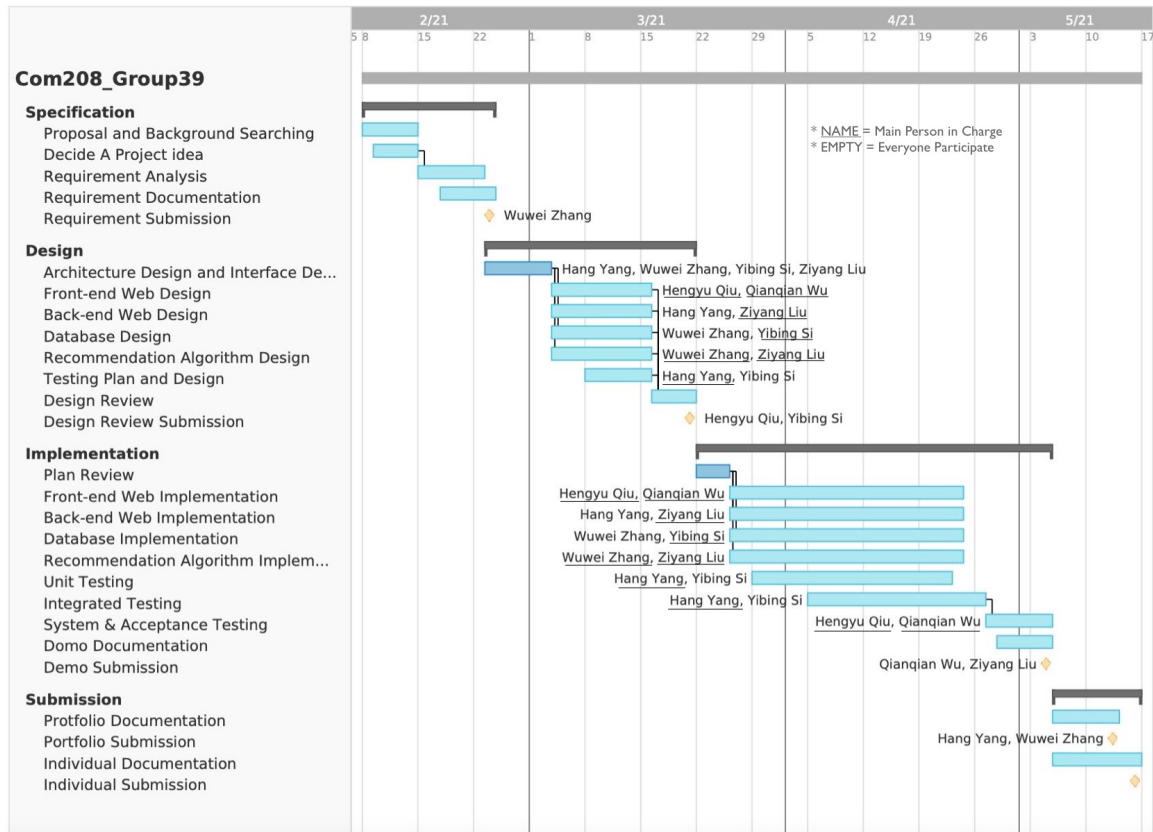 2/21 3/21 4/21 5/21
5 8 15 22 1 8 15 22 29 5 12 19 26 3 10 17
Com208_Group39
Specification
Proposal and Background Searching
* NAME = Main Person in Charge
* EMPTY = Everyone Participate
Decide A Project idea
Requirement Analysis
Requirement Documentation
Requirement Submission Wuwei Zhang
Design
Architecture Design and Interface De... Hang Yang, Wuwei Zhang, Yibing Si, Ziyang Liu
Front-end Web Design Hengyu Qiu, Qianqian Wu
Back-end Web Design Hang Yang, Ziyang Liu
Database Design Wuwei Zhang, Yibing Si
Recommendation Algorithm Design Wuwei Zhang, Ziyang Liu
Testing Plan and Design Hang Yang, Yibing Si
Design Review
Design Review Submission Hengyu Qiu, Yibing Si
Implementation
Plan Review
Front-end Web Implementation Hengyu Qiu, Qianqian Wu
Back-end Web Implementation Hang Yang, Ziyang Liu
Database Implementation Wuwei Zhang, Yibing Si
Recommendation Algorithm Implem... Wuwei Zhang, Ziyang Liu
Unit Testing Hang Yang, Yibing Si
Integrated Testing Hang Yang, Yibing Si
System & Acceptance Testing Hengyu Qiu, Qianqian Wu
Domo Documentation
Demo Submission Qianqian Wu, Ziyang Liu
Submission
Protfolio Documentation
Portfolio Submission Hang Yang, Wuwei Zhang
Individual Documentation
Individual Submission